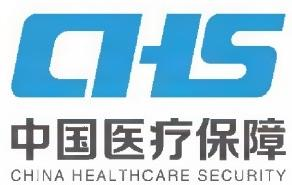 CHS
中国医疗保障
CHINA HEALTHCARE SECURITY